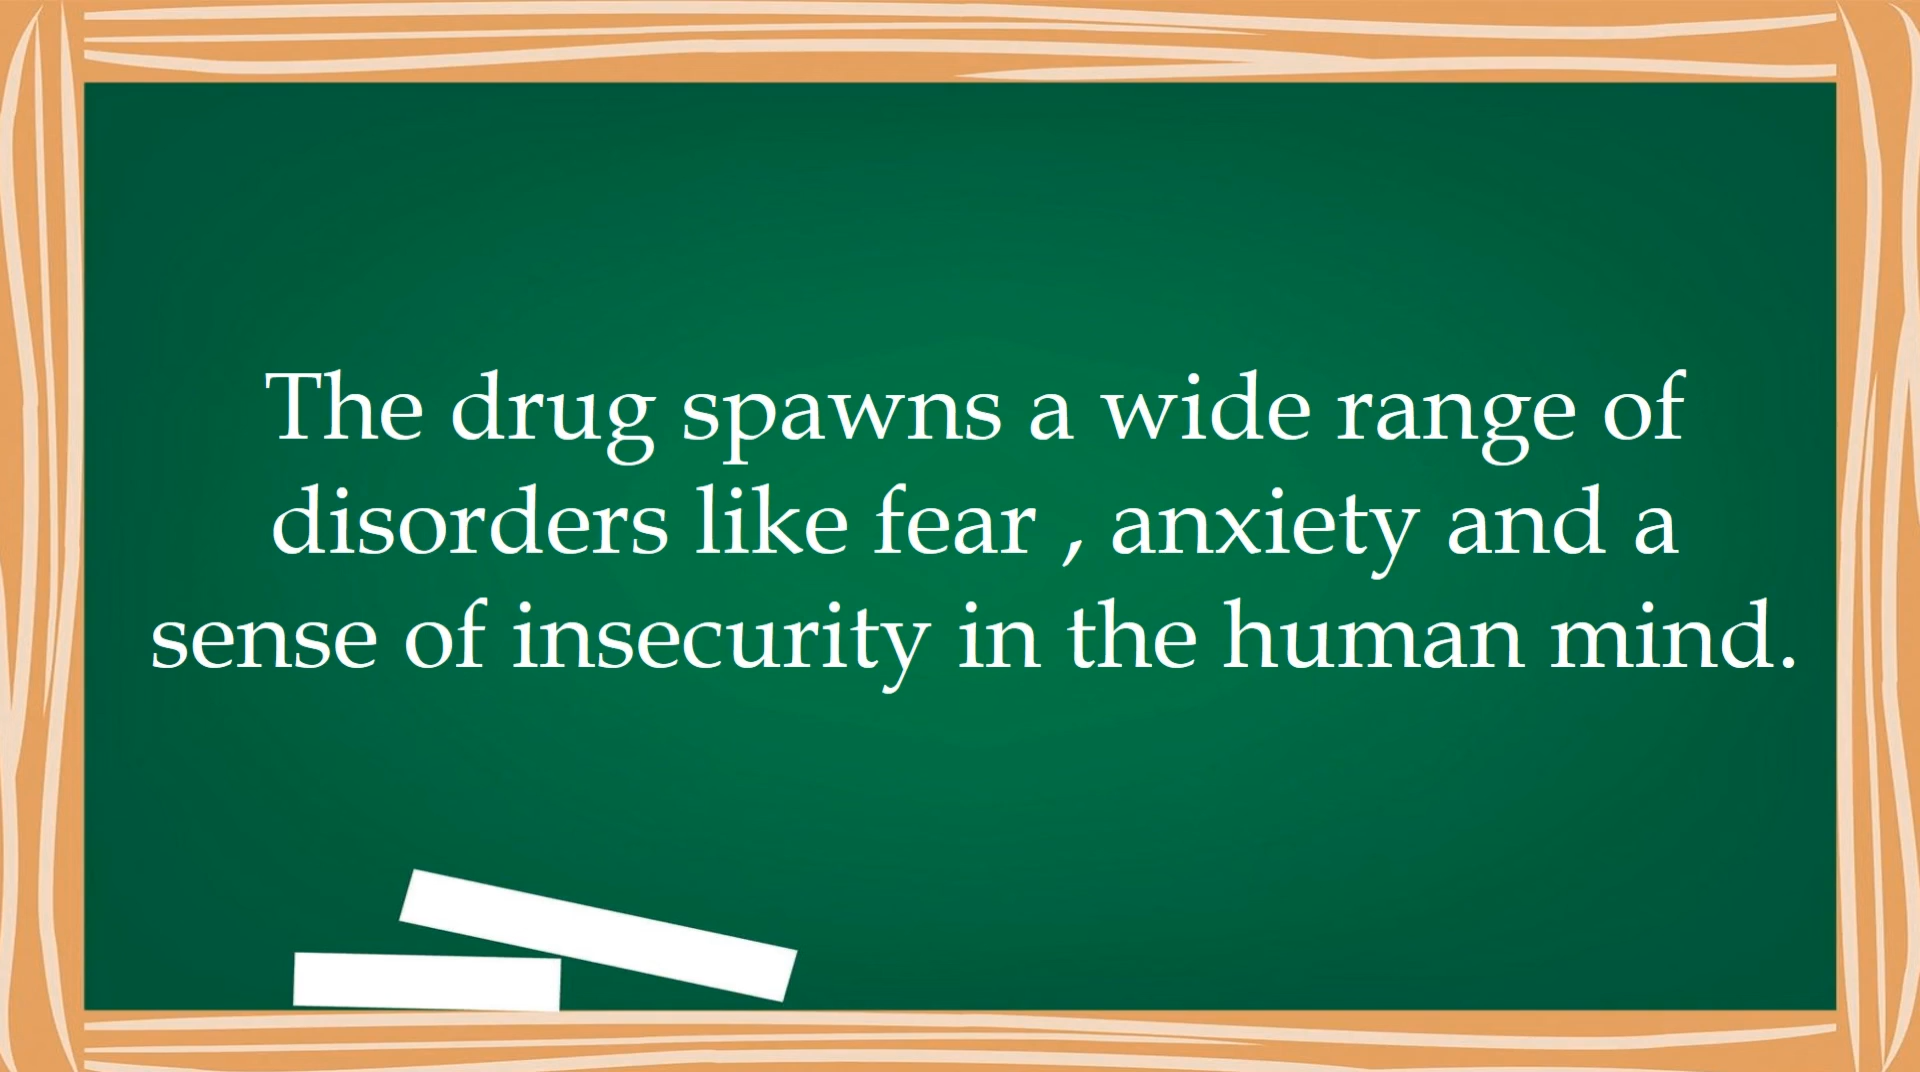 The drug spawns a wide range of
disorders like fear , anxiety and a
sense of insecurity in the human mind.